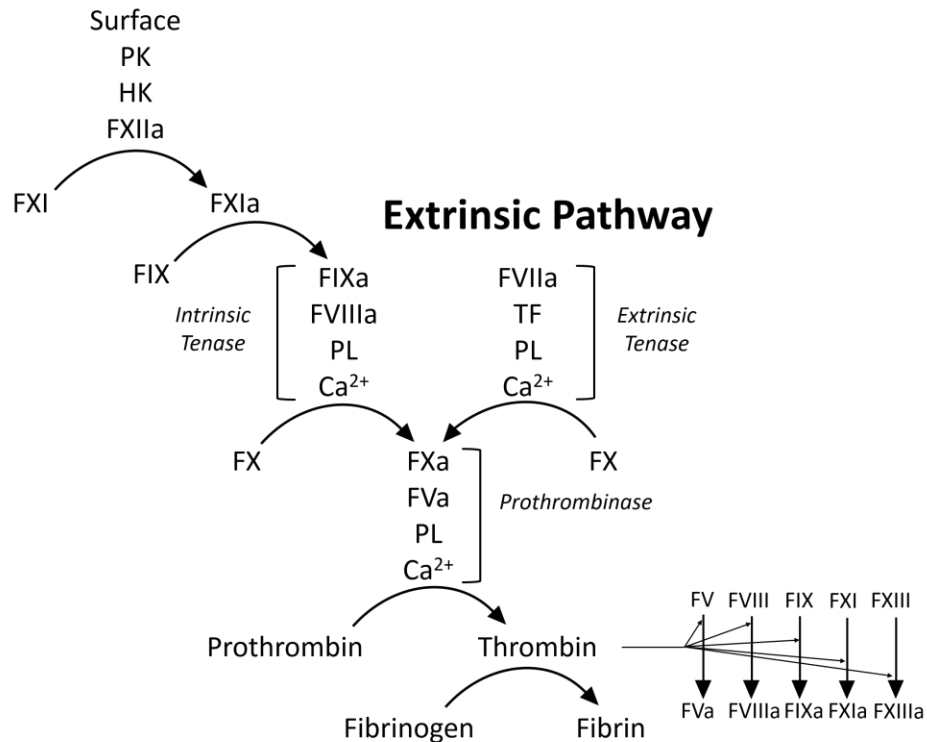 Surface
PK
HK
FXIIa
FXI
FXIa
Extrinsic Pathway
FIX
FIXa
FVIIIa
PL
Ca²⁺
Intrinsic
Tenase
FVIIa
TF
PL
Ca²⁺
Extrinsic
Tenase
FX
FXa
FVa
PL
Ca²⁺
Prothrombinase
FX
Prothrombin
Thrombin
Fibrinogen
Fibrin
FV FVIII FIX FXI FXIII
FVa FVIIIa FIXa FXIa FXIIIa